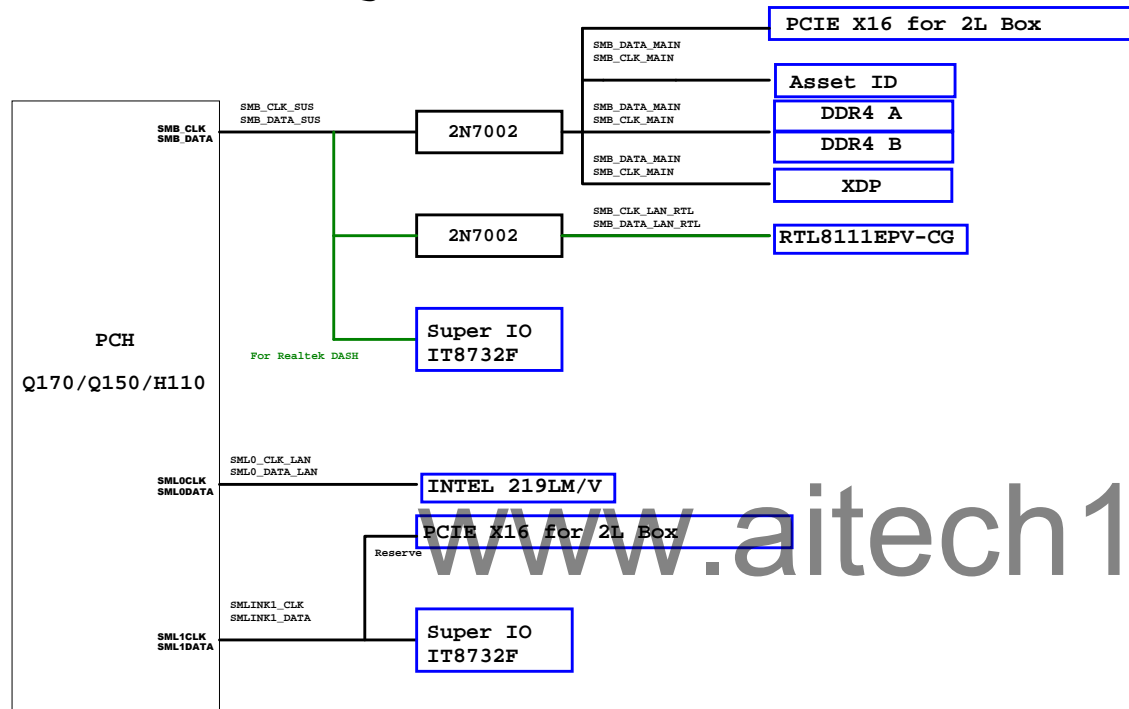 PCIE X16 for 2L Box
SMB_DATA_MAIN
SMB_CLK_MAIN
Asset ID
SMB_CLK_SUS
SMB_DATA_SUS
SMB_CLK
SMB_DATA
2N7002
SMB_DATA_MAIN
SMB_CLK_MAIN
DDR4 A
DDR4 B
SMB_DATA_MAIN
SMB_CLK_MAIN
XDP
2N7002
SMB_CLK_LAN_RTL
SMB_DATA_LAN_RTL
RTL8111EPV-CG
Super IO
IT8732F
For Realtek DASH
PCH
Q170/Q150/H110
SML0_CLK_LAN
SML0_DATA_LAN
SML0CLK
SML0DATA
INTEL 219LM/V
PCIE X16 for 2L Box
Reserve
www.aitech1
SMLINK1_CLK
SMLINK1_DATA
SML1CLK
SML1DATA
Super IO
IT8732F